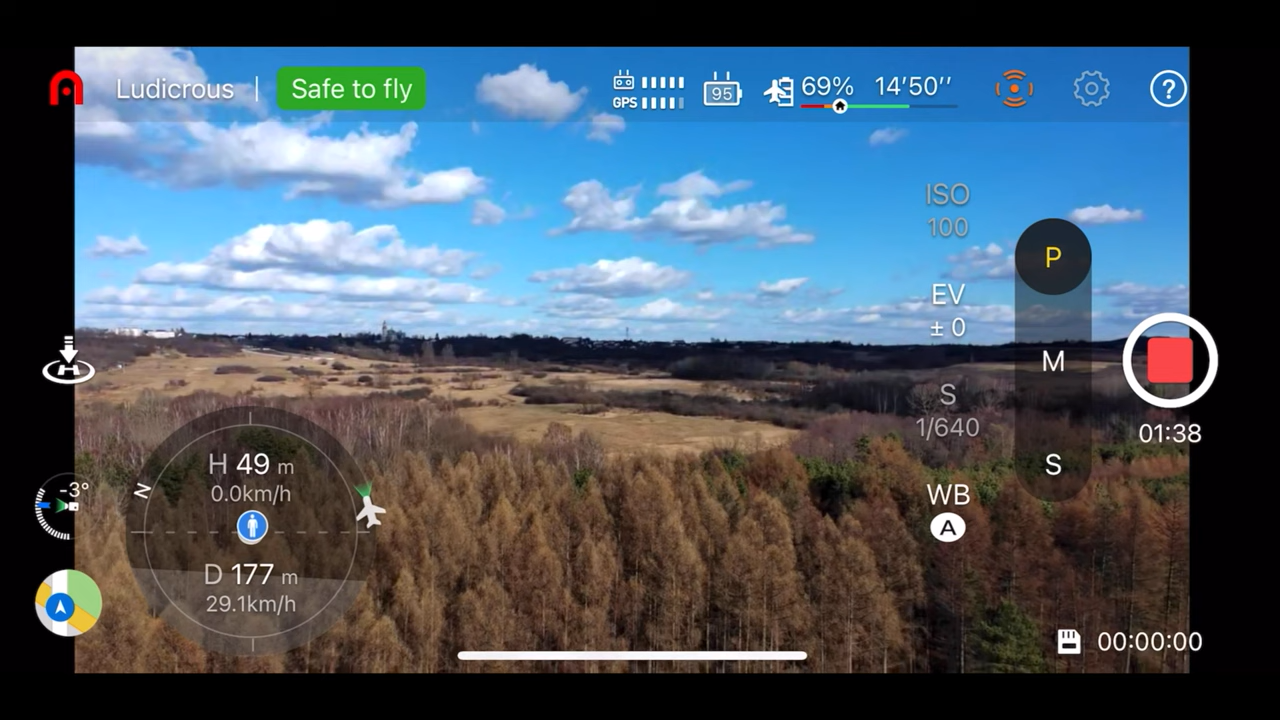 Ludicrous | Safe to fly
GPS
95
69% 14’50’’
?
ISO
100
P
EV
± 0
M
S
1/640
01:38
S
WB
A
N
H 49 m
0.0km/h
-3°
H
D 177 m
29.1km/h
00:00:00